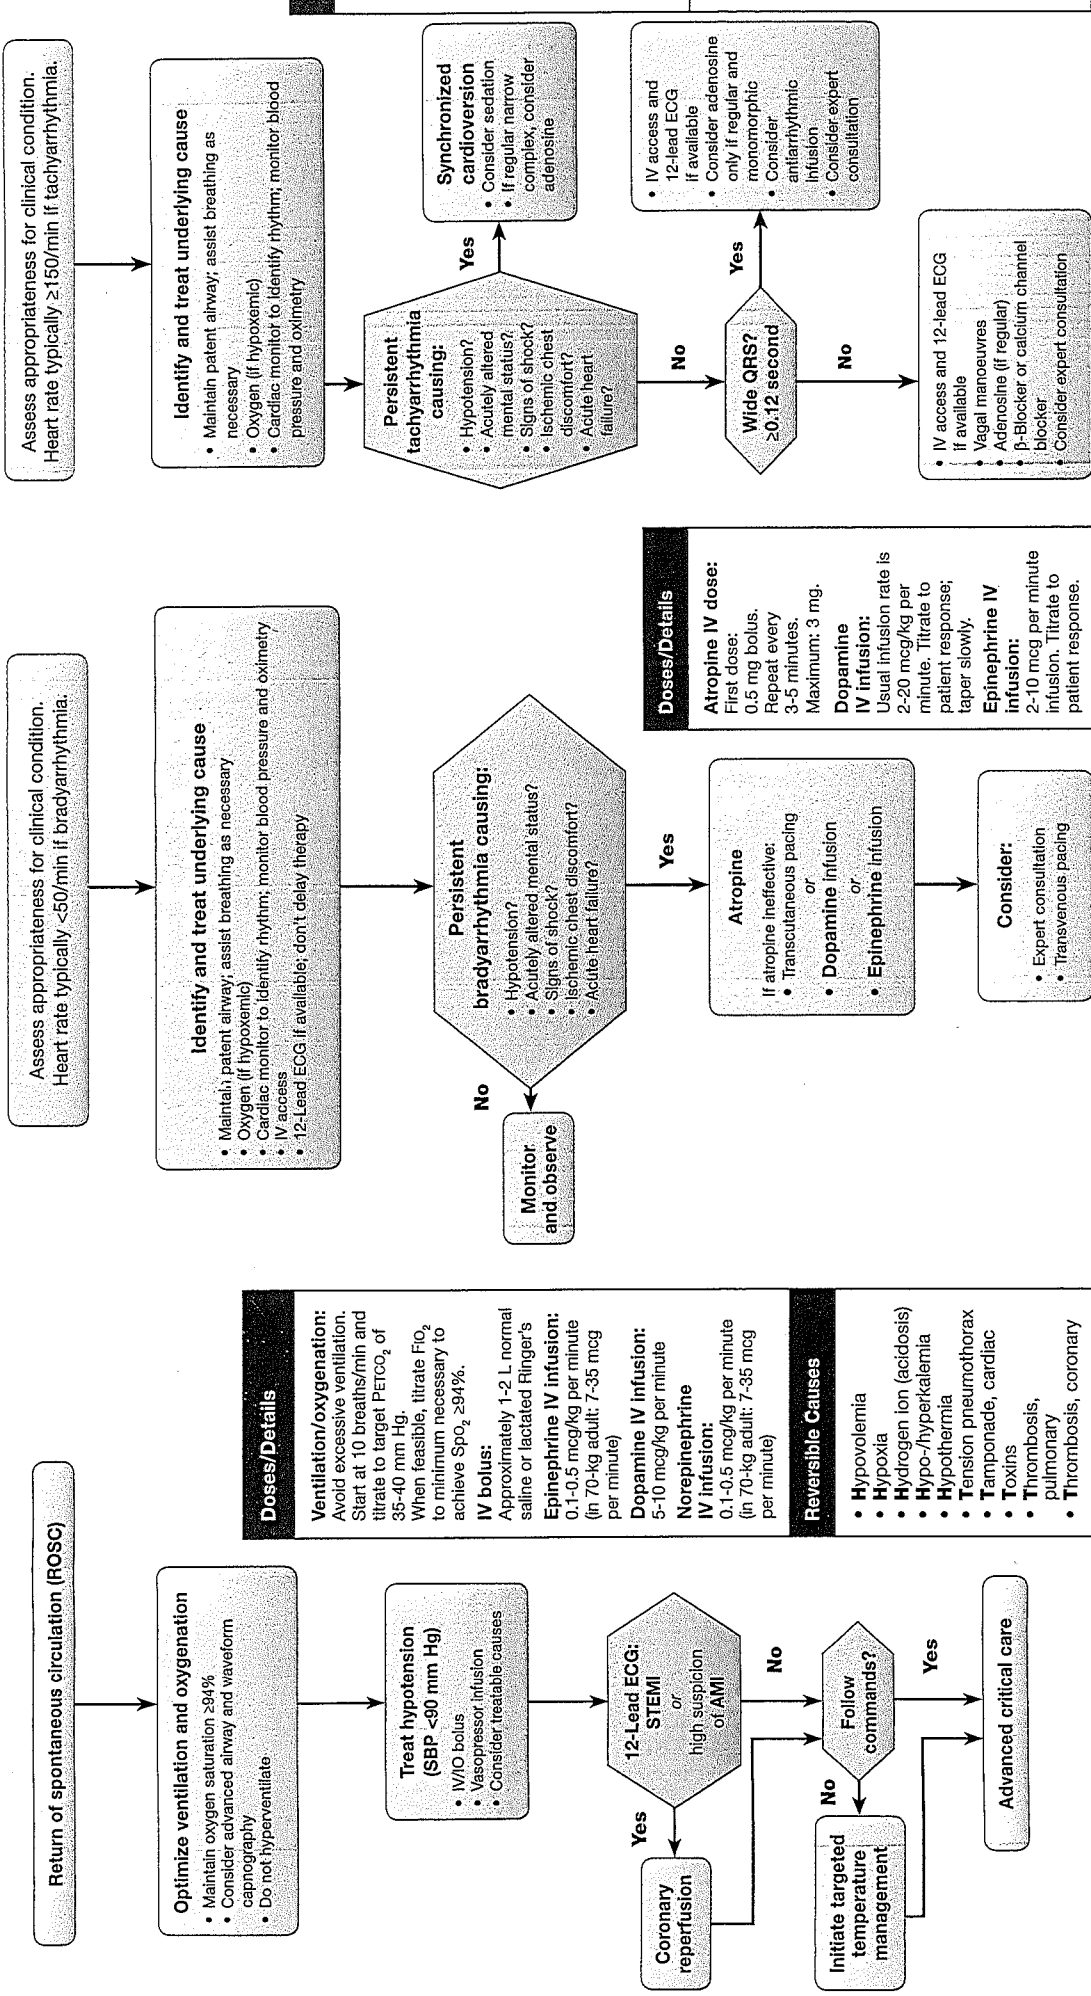 Return of spontaneous circulation (ROSC)
Optimize ventilation and oxygenation
• Maintain oxygen saturation ≥94%
• Consider advanced airway and waveform
capnography
• Do not hyperventilate
Treat hypotension
(SBP <90 mm Hg)
• IV/IO bolus
• Vasopressor infusion
• Consider treatable causes
12-Lead ECG:
STEMI
or
high suspicion
of AMI
Yes
No
Coronary
reperfusion
Follow
commands?
No
Yes
Initiate targeted
temperature
management
Advanced critical care
Doses/Details
Ventilation/oxygenation:
Avoid excessive ventilation.
Start at 10 breaths/min and
titrate to target PETCO2 of
35-40 mm Hg.
When feasible, titrate FIO2
to minimum necessary to
achieve SpO2 ≥94%.
IV bolus:
Approximately 1-2 L normal
saline or lactated Ringer's
Epinephrine IV infusion:
0.1-0.5 mcg/kg per minute
(in 70-kg adult: 7-35 mcg
per minute)
Dopamine IV infusion:
5-10 mcg/kg per minute
Norepinephrine
IV infusion:
0.1-0.5 mcg/kg per minute
(in 70-kg adult: 7-35 mcg
per minute)
Reversible Causes
• Hypovolemia
• Hypoxia
• Hydrogen ion (acidosis)
• Hypo-/hyperkalemia
• Hypothermia
• Tension pneumothorax
• Tamponade, cardiac
• Toxins
• Thrombosis,
pulmonary
• Thrombosis, coronary
Assess appropriateness for clinical condition.
Heart rate typically <50/min if bradyarrhythmia.
Identify and treat underlying cause
• Maintain patent airway; assist breathing as necessary
• Oxygen (if hypoxemic)
• Cardiac monitor to identify rhythm; monitor blood pressure and oximetry
• IV access
• 12-Lead ECG if available; don't delay therapy
Persistent
bradyarrhythmia causing:
• Hypotension?
• Acutely altered mental status?
• Signs of shock?
• Ischemic chest discomfort?
• Acute heart failure?
No
Monitor
and observe
Yes
Atropine
If atropine ineffective:
• Transcutaneous pacing
or
• Dopamine infusion
or
• Epinephrine infusion
Consider:
• Expert consultation
• Transvenous pacing
Doses/Details
Atropine IV dose:
First dose:
0.5 mg bolus.
Repeat every
3-5 minutes.
Maximum: 3 mg.
Dopamine
IV infusion:
Usual infusion rate is
2-20 mcg/kg per
minute. Titrate to
patient response;
taper slowly.
Epinephrine IV
infusion:
2-10 mcg per minute
infusion. Titrate to
patient response.
Assess appropriateness for clinical condition.
Heart rate typically ≥150/min if tachyarrhythmia.
Identify and treat underlying cause
• Maintain patent airway; assist breathing as
necessary
• Oxygen (if hypoxemic)
• Cardiac monitor to identify rhythm; monitor blood
pressure and oximetry
Persistent
tachyarrhythmia
causing:
• Hypotension?
• Acutely altered
mental status?
• Signs of shock?
• Ischemic chest
discomfort?
• Acute heart
failure?
Yes
Synchronized
cardioversion
• Consider sedation
• If regular narrow
complex, consider
adenosine
No
Wide QRS?
≥0.12 second
Yes
• IV access and
12-lead ECG
if available
• Consider adenosine
only if regular and
monomorphic
• Consider
antiarrhythmic
Infusion
• Consider expert
consultation
No
• IV access and 12-lead ECG
if available
• Vagal manoeuvres
• Adenosine (if regular)
• β-Blocker or calcium channel
blocker
• Consider expert consultation